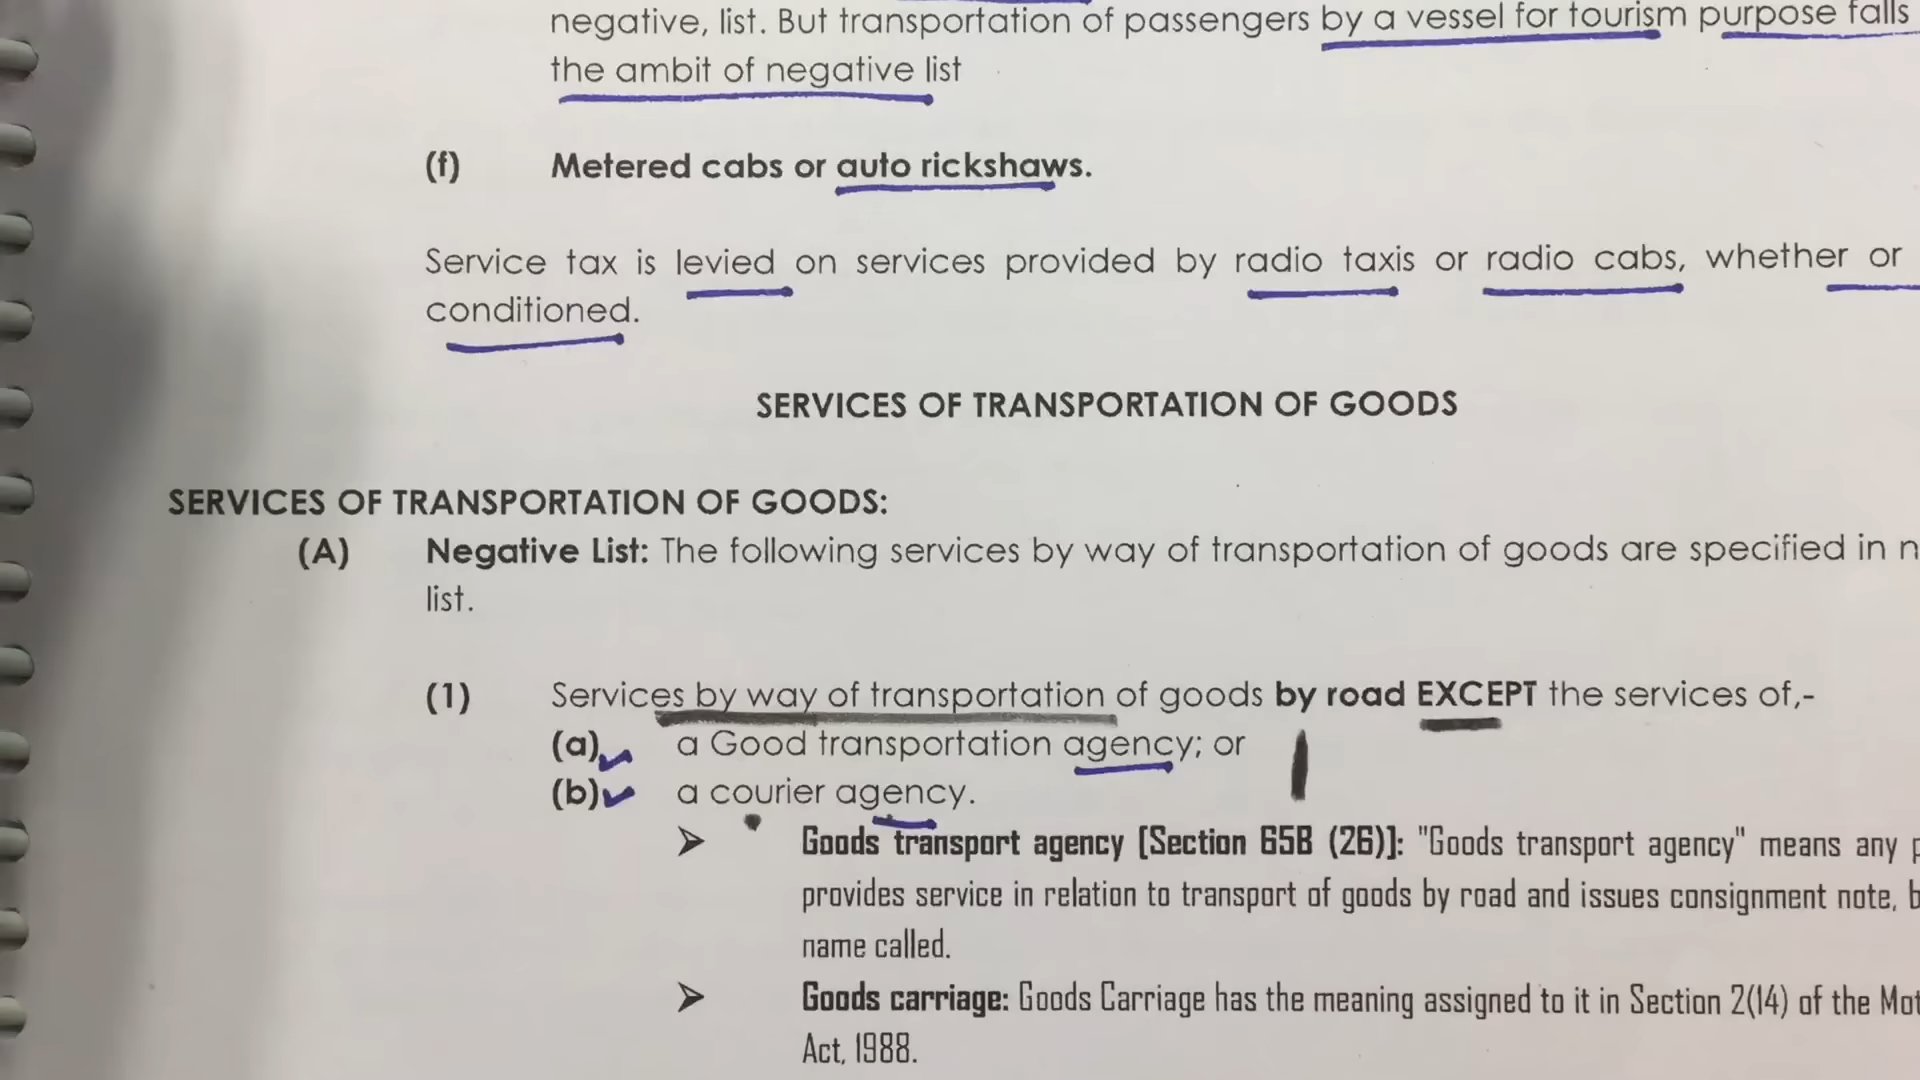 negative, list. But transportation of passengers by a vessel for tourism purpose falls
the ambit of negative list
(f) Metered cabs or auto rickshaws.
Service tax is levied on services provided by radio taxis or radio cabs, whether or
conditioned.
SERVICES OF TRANSPORTATION OF GOODS
SERVICES OF TRANSPORTATION OF GOODS:
(A) Negative List: The following services by way of transportation of goods are specified in
list.
(1) Services by way of transportation of goods by road EXCEPT the services of,-
(a) a Good transportation agency; or
(b) a courier agency.
➢ Goods transport agency [Section 65B (26)]: "Goods transport agency" means any
provides service in relation to transport of goods by road and issues consignment note,
name called.
➢ Goods carriage: Goods Carriage has the meaning assigned to it in Section 2(14) of the
Act, 1988.